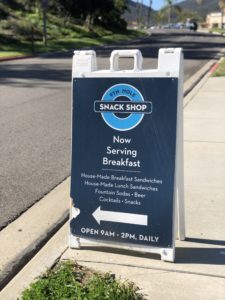 9TH HOLE
SNACK SHOP
Now
Serving
Breakfast
House-Made Breakfast Sandwiches
House-Made Lunch Sandwiches
Fountain Sodas • Beer
Cocktails • Snacks
OPEN 9AM - 2PM, DAILY